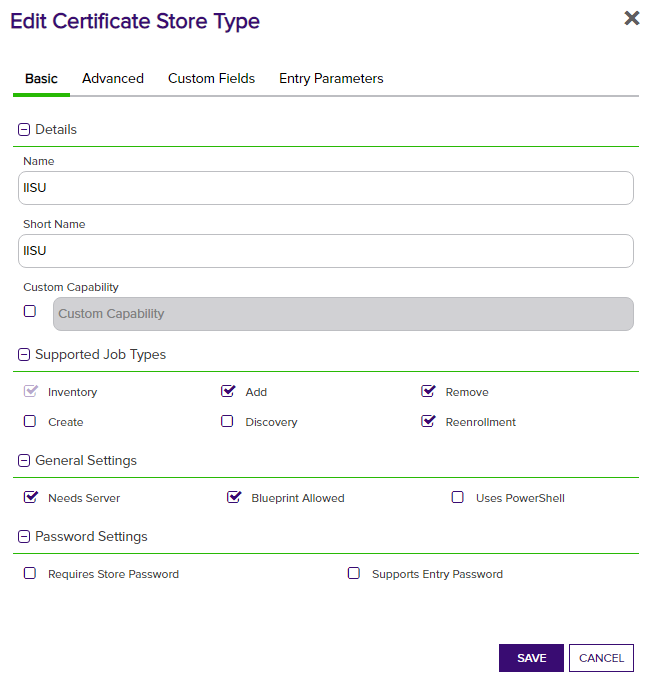 Edit Certificate Store Type
Basic Advanced Custom Fields Entry Parameters
Details
Name
IISU
Short Name
IISU
Custom Capability
Custom Capability
Supported Job Types
Inventory Add Remove
Create Discovery Reenrollment
General Settings
Needs Server Blueprint Allowed Uses PowerShell
Password Settings
Requires Store Password Supports Entry Password
SAVE CANCEL